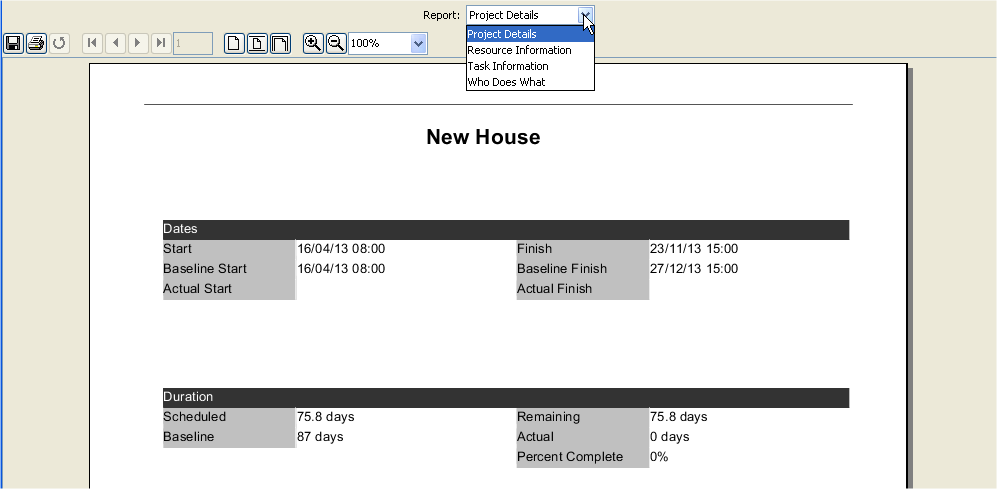 Report: Project Details
Project Details
Resource Information
Task Information
Who Does What
1 100%
New House
Dates
Start 16/04/13 08:00 Finish 23/11/13 15:00
Baseline Start 16/04/13 08:00 Baseline Finish 27/12/13 15:00
Actual Start Actual Finish
Duration
Scheduled 75.8 days Remaining 75.8 days
Baseline 87 days Actual 0 days
Percent Complete 0%